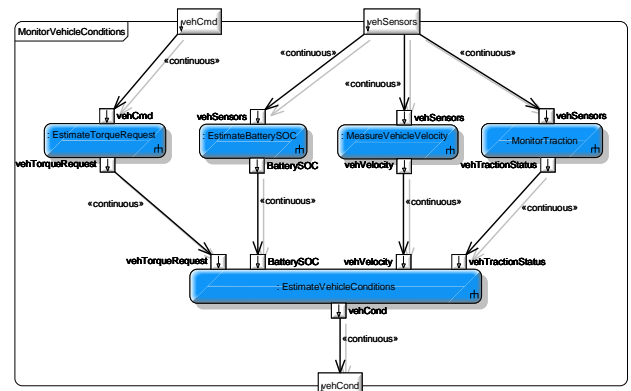 vehCmd
vehSensors
MonitorVehicleConditions
«continuous»
«continuous»
«continuous»
«continuous»
vehCmd
vehSensors
vehSensors
vehSensors
: EstimateTorqueRequest
: EstimateBatterySOC
: MeasureVehicleVelocity
: MonitorTraction
vehTorqueRequest
BatterySOC
vehVelocity
vehTractionStatus
«continuous»
«continuous»
«continuous»
«continuous»
vehTorqueRequest
BatterySOC
vehVelocity
vehTractionStatus
: EstimateVehicleConditions
vehCond
«continuous»
vehCond